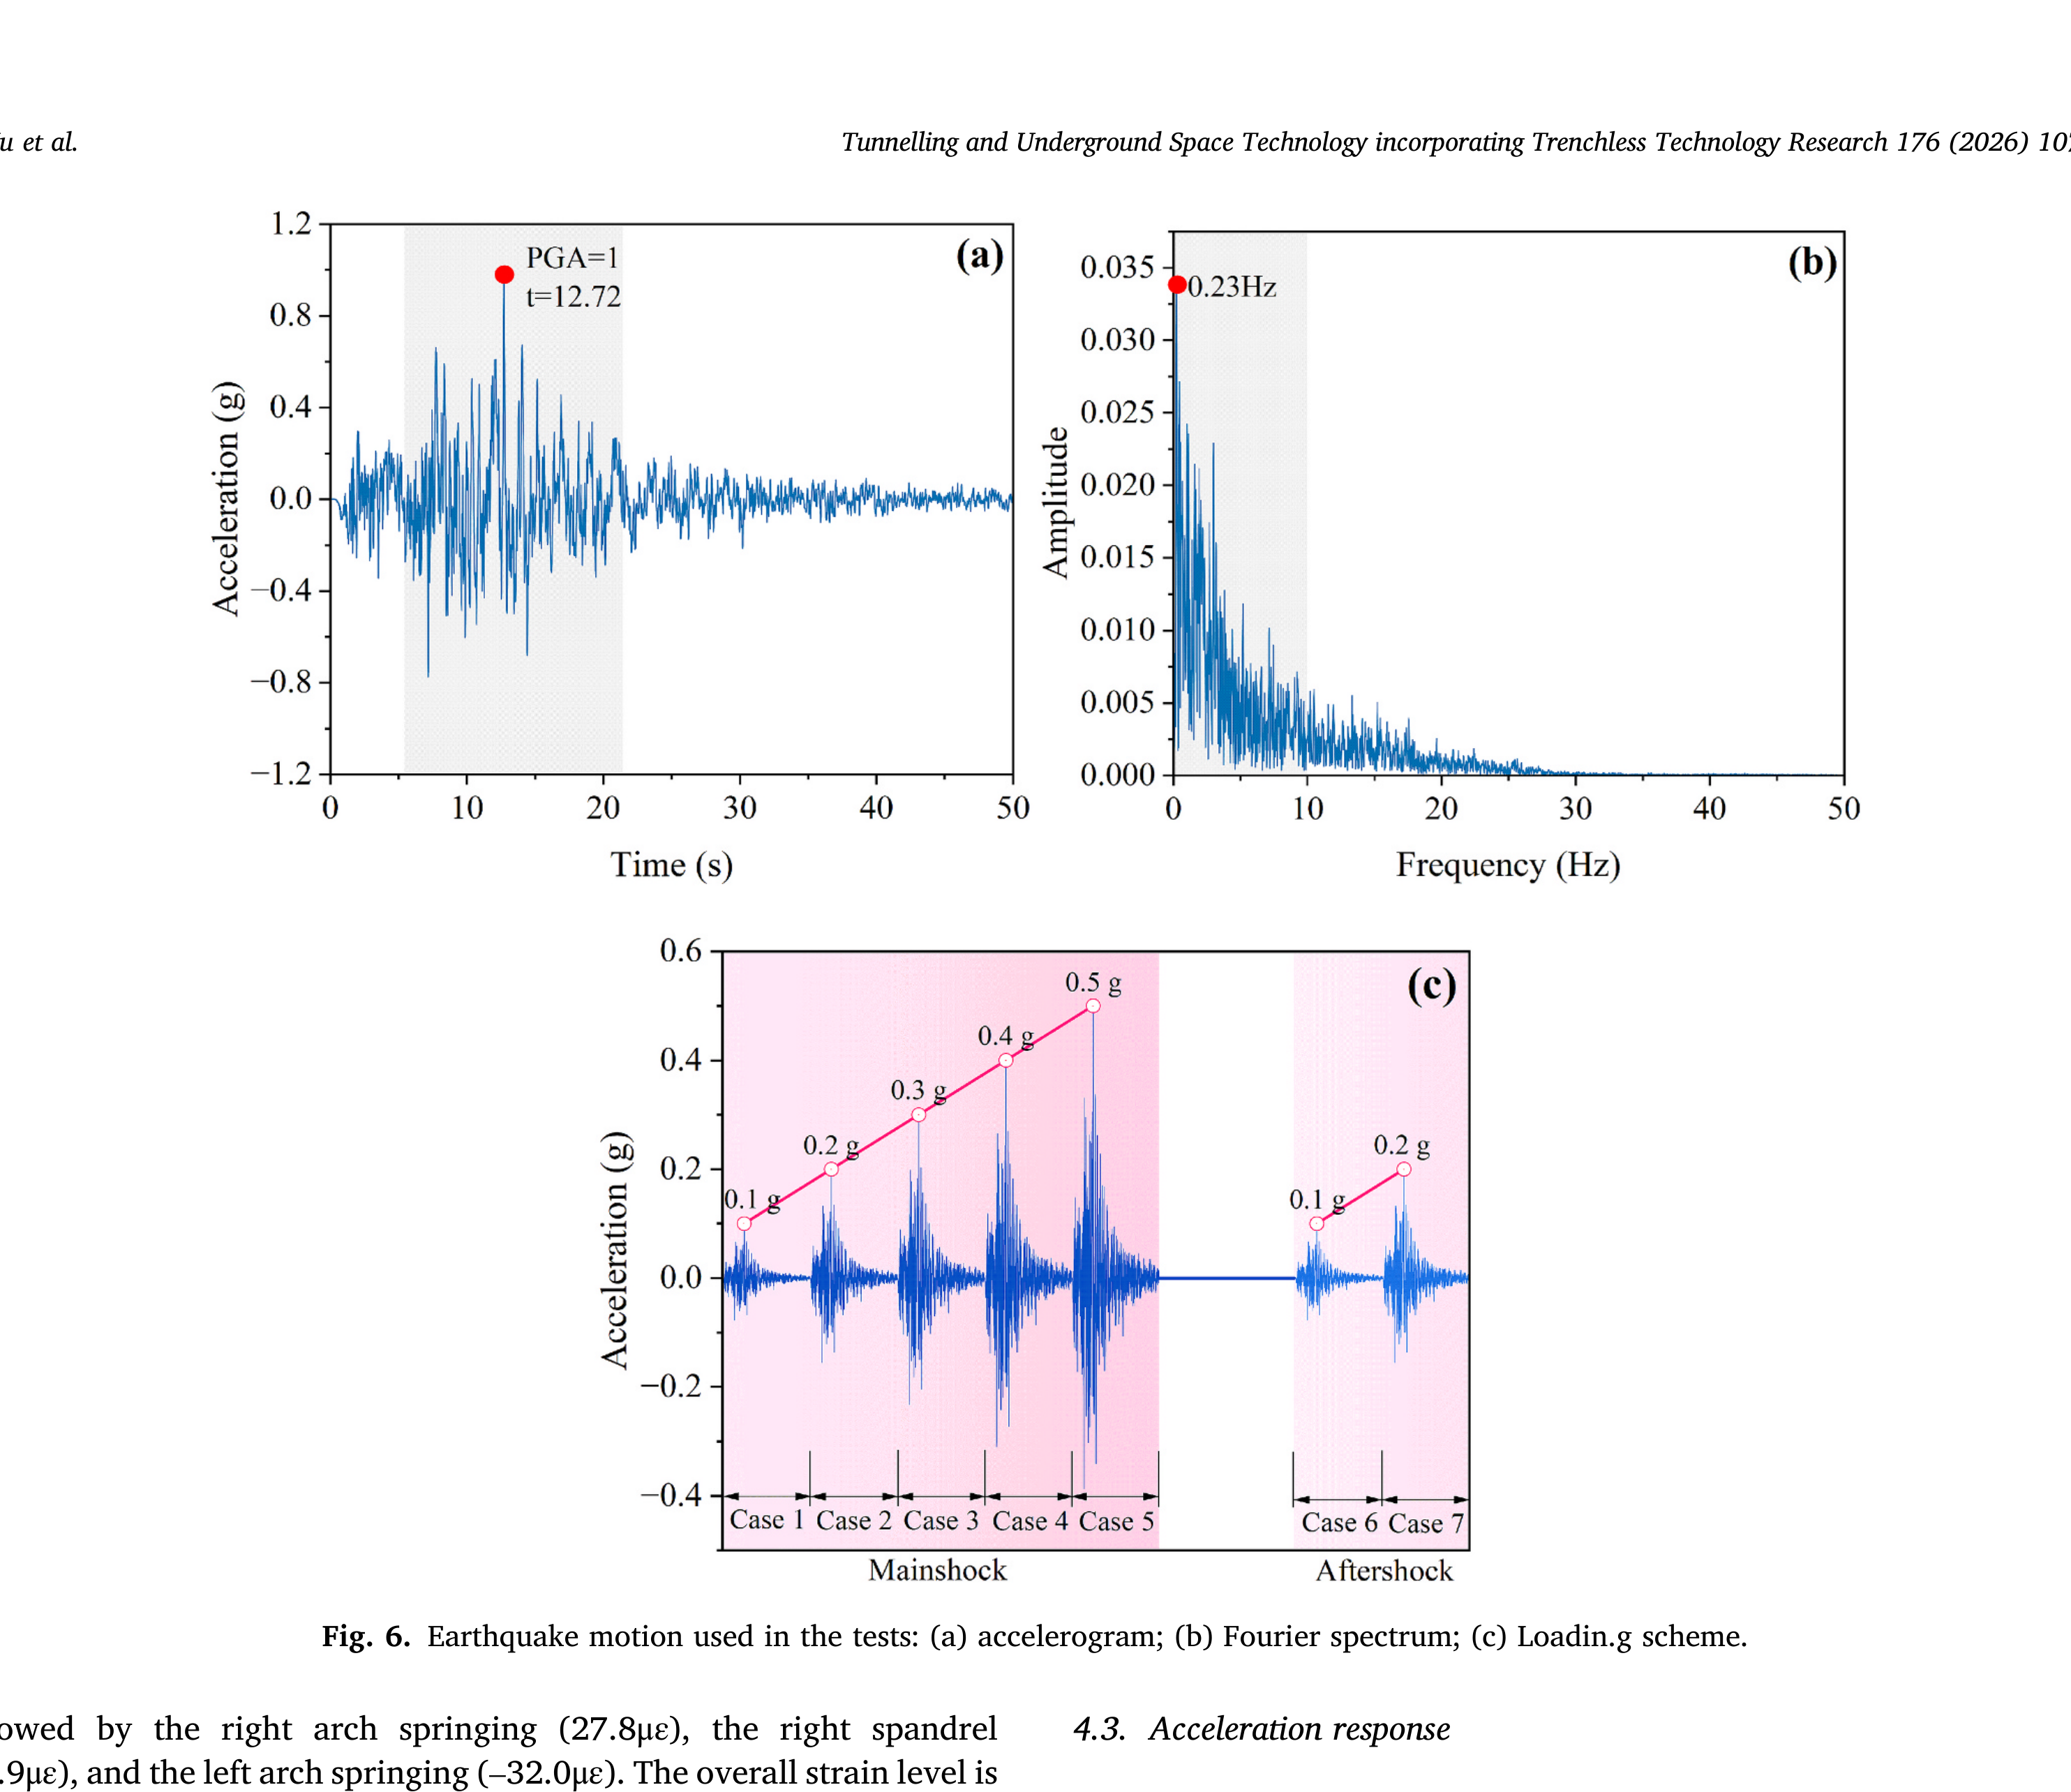 et al.
Tunnelling and Underground Space Technology incorporating Trenchless Technology Research 176 (2026)
1.2
0.8
0.4
0.0
−0.4
−0.8
−1.2
Acceleration (g)
PGA=1
t=12.72
(a)
0 10 20 30 40 50
Time (s)
0.035
0.030
0.025
0.020
0.015
0.010
0.005
0.000
Amplitude
0.23Hz
(b)
0 10 20 30 40 50
Frequency (Hz)
0.6
0.4
0.2
0.0
−0.2
−0.4
Acceleration (g)
(c)
0.1 g
0.2 g
0.3 g
0.4 g
0.5 g
0.1 g
0.2 g
Case 1 Case 2 Case 3 Case 4 Case 5 Case 6 Case 7
Mainshock Aftershock
Fig. 6. Earthquake motion used in the tests: (a) accelerogram; (b) Fourier spectrum; (c) Loadin.g scheme.
owed by the right arch springing (27.8με), the right spandrel
.9με), and the left arch springing (–32.0με). The overall strain level is
4.3. Acceleration response